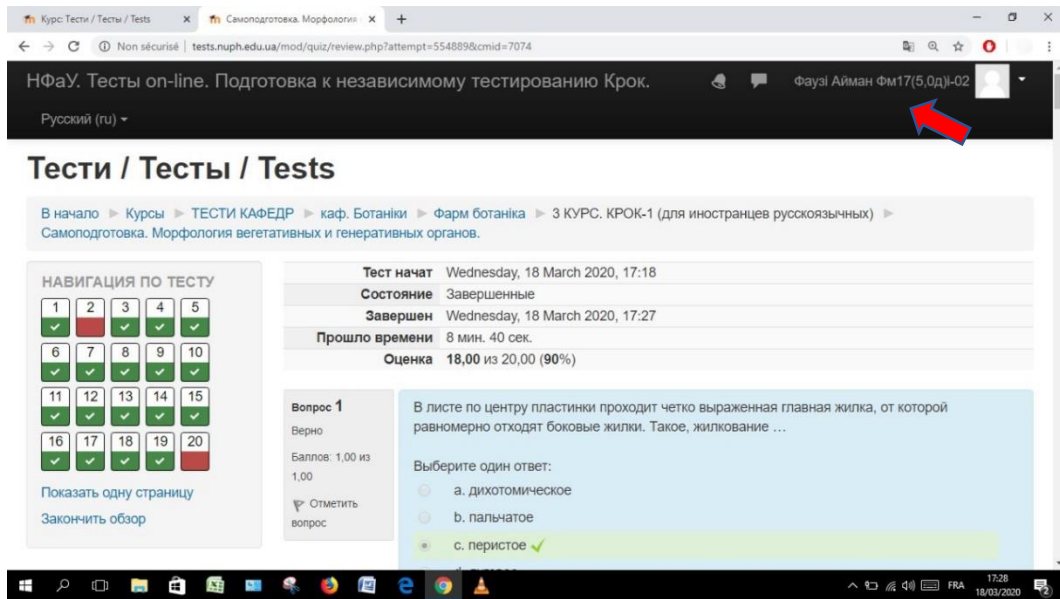 Курс: Тести / Тесты / Tests
Самоподготовка. Морфология
Non sécurisé | tests.nuph.edu.ua/mod/quiz/review.php?attempt=554889&cmid=7074
НФаУ. Тесты on-line. Подготовка к независимому тестированию Крок.
Фаузі Айман Фм17(5,0д)і-02
Русский (ru)
Тести / Тесты / Tests
В начало ► Курсы ► ТЕСТИ КАФЕДР ► каф. Ботаніки ► Фарм ботаніка ► 3 КУРС. КРОК-1 (для иностранцев русскоязычных) ►
Самоподготовка. Морфология вегетативных и генеративных органов.
НАВИГАЦИЯ ПО ТЕСТУ
1 2 3 4 5
6 7 8 9 10
11 12 13 14 15
16 17 18 19 20
Показать одну страницу
Закончить обзор
Тест начат Wednesday, 18 March 2020, 17:18
Состояние Завершенные
Завершен Wednesday, 18 March 2020, 17:27
Прошло времени 8 мин. 40 сек.
Оценка 18,00 из 20,00 (90%)
Вопрос 1
Верно
Баллов: 1,00 из
1,00
Отметить
вопрос
В листе по центру пластинки проходит четко выраженная главная жилка, от которой
равномерно отходят боковые жилки. Такое, жилкование …
Выберите один ответ:
a. дихотомическое
b. пальчатое
c. перистое
FRA
17:28
18/03/2020